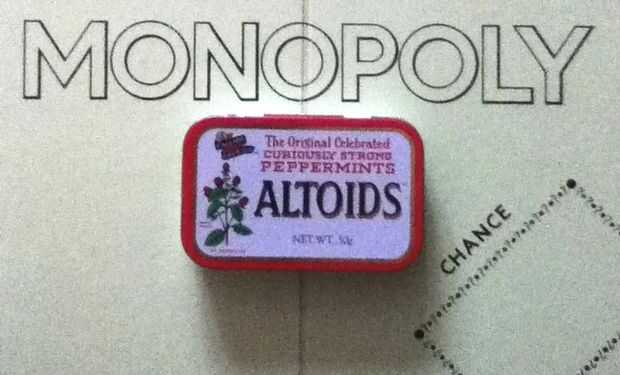 MONOPOLY
The Original Celebrated
CURIOUSLY STRONG
PEPPERMINTS
ALTOIDS
NET. WT. 50g
CHANCE